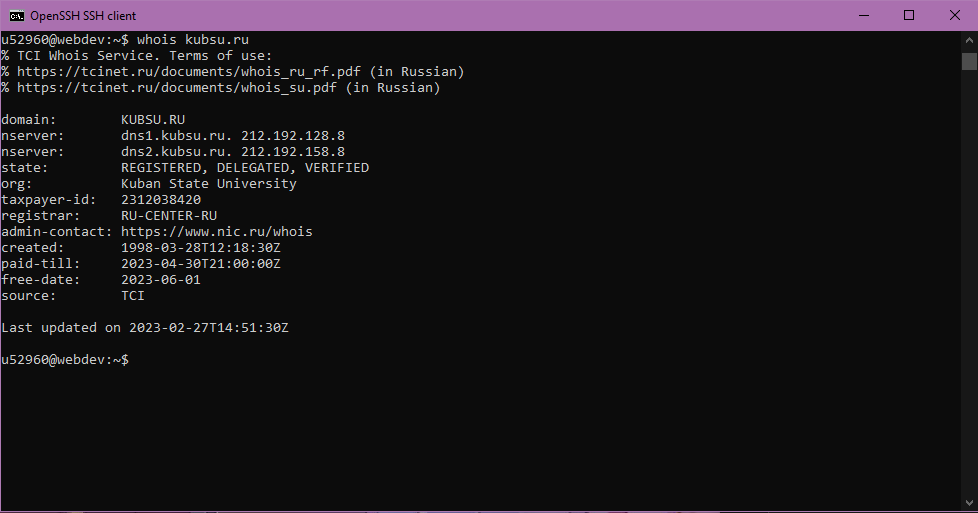 OpenSSH SSH client
u52960@webdev:~$ whois kubsu.ru
% TCI Whois Service. Terms of use:
% https://tcinet.ru/documents/whois_ru_rf.pdf (in Russian)
% https://tcinet.ru/documents/whois_su.pdf (in Russian)
domain: KUBSU.RU
nserver: dns1.kubsu.ru. 212.192.128.8
nserver: dns2.kubsu.ru. 212.192.158.8
state: REGISTERED, DELEGATED, VERIFIED
org: Kuban State University
taxpayer-id: 2312038420
registrar: RU-CENTER-RU
admin-contact: https://www.nic.ru/whois
created: 1998-03-28T12:18:30Z
paid-till: 2023-04-30T21:00:00Z
free-date: 2023-06-01
source: TCI
Last updated on 2023-02-27T14:51:30Z
u52960@webdev:~$